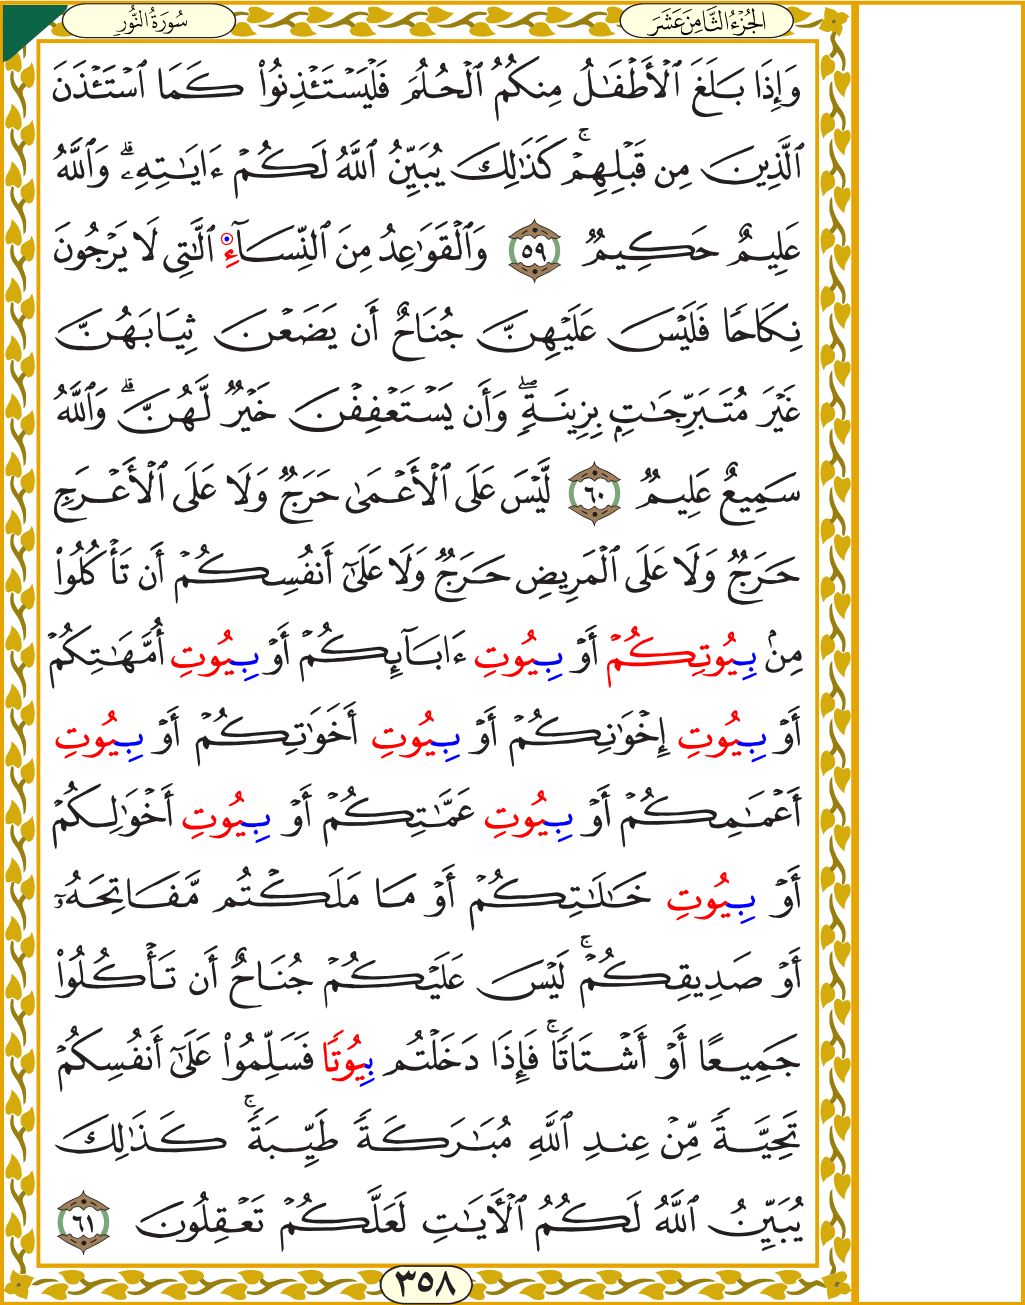 سُورَةُ النُّور
الجُزْءُ الثَّامِنَ عَشَرَ
وَإِذَا بَلَغَ ٱلْأَطْفَٰلُ مِنكُمُ ٱلْحُلُمَ فَلْيَسْتَـْٔذِنُوا۟ كَمَا ٱسْتَـْٔذَنَ
ٱلَّذِينَ مِن قَبْلِهِمْ ۚ كَذَٰلِكَ يُبَيِّنُ ٱللَّهُ لَكُمْ ءَايَٰتِهِۦ ۗ وَٱللَّهُ
عَلِيمٌ حَكِيمٌ ٥٩ وَٱلْقَوَٰعِدُ مِنَ ٱلنِّسَآءِ ٱلَّٰتِى لَا يَرْجُونَ
نِكَاحًا فَلَيْسَ عَلَيْهِنَّ جُنَاحٌ أَن يَضَعْنَ ثِيَابَهُنَّ
غَيْرَ مُتَبَرِّجَٰتٍۭ بِزِينَةٍ ۖ وَأَن يَسْتَعْفِفْنَ خَيْرٌ لَّهُنَّ ۗ وَٱللَّهُ
سَمِيعٌ عَلِيمٌ ٦٠ لَّيْسَ عَلَى ٱلْأَعْمَىٰ حَرَجٌ وَلَا عَلَى ٱلْأَعْرَجِ
حَرَجٌ وَلَا عَلَى ٱلْمَرِيضِ حَرَجٌ وَلَا عَلَىٰٓ أَنفُسِكُمْ أَن تَأْكُلُوا۟
مِنۢ بِيُوتِكُمْ أَوْ بِيُوتِ ءَابَآئِكُمْ أَوْ بِيُوتِ أُمَّهَٰتِكُمْ
أَوْ بِيُوتِ إِخْوَٰنِكُمْ أَوْ بِيُوتِ أَخَوَٰتِكُمْ أَوْ بِيُوتِ
أَعْمَٰمِكُمْ أَوْ بِيُوتِ عَمَّٰتِكُمْ أَوْ بِيُوتِ أَخْوَٰلِكُمْ
أَوْ بِيُوتِ خَٰلَٰتِكُمْ أَوْ مَا مَلَكْتُم مَّفَاتِحَهُۥٓ
أَوْ صَدِيقِكُمْ ۚ لَيْسَ عَلَيْكُمْ جُنَاحٌ أَن تَأْكُلُوا۟
جَمِيعًا أَوْ أَشْتَاتًا ۚ فَإِذَا دَخَلْتُم بِيُوتًا فَسَلِّمُوا۟ عَلَىٰٓ أَنفُسِكُمْ
تَحِيَّةً مِّنْ عِندِ ٱللَّهِ مُبَٰرَكَةً طَيِّبَةً ۚ كَذَٰلِكَ
يُبَيِّنُ ٱللَّهُ لَكُمُ ٱلْـَٔايَٰتِ لَعَلَّكُمْ تَعْقِلُونَ ٦١
٣٥٨